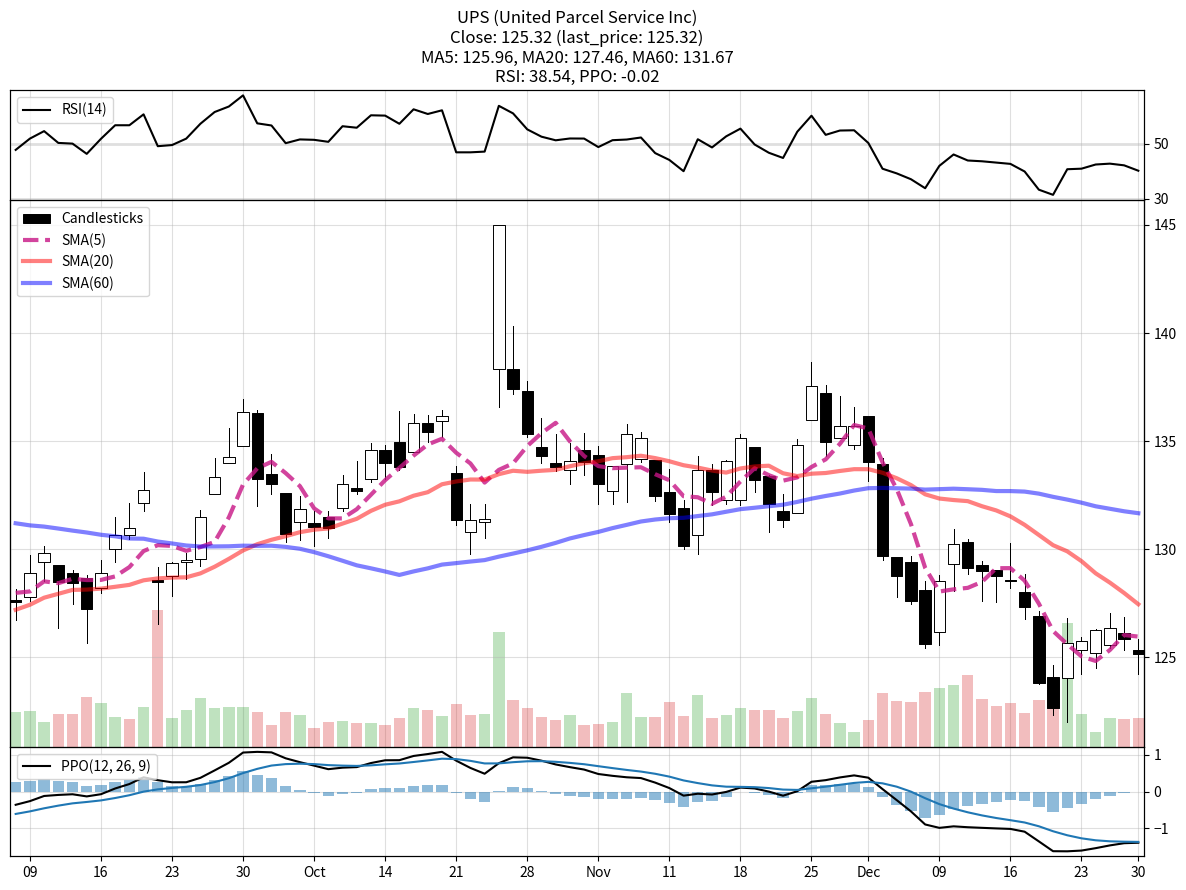 UPS (United Parcel Service Inc)
Close: 125.32 (last_price: 125.32)
MA5: 125.96, MA20: 127.46, MA60: 131.67
RSI: 38.54, PPO: -0.02
RSI(14)
50
30
Candlesticks
SMA(5)
SMA(20)
SMA(60)
145
140
135
130
125
PPO(12, 26, 9)
1
0
−1
09 16 23 30 Oct 14 21 28 Nov 11 18 25 Dec 09 16 23 30